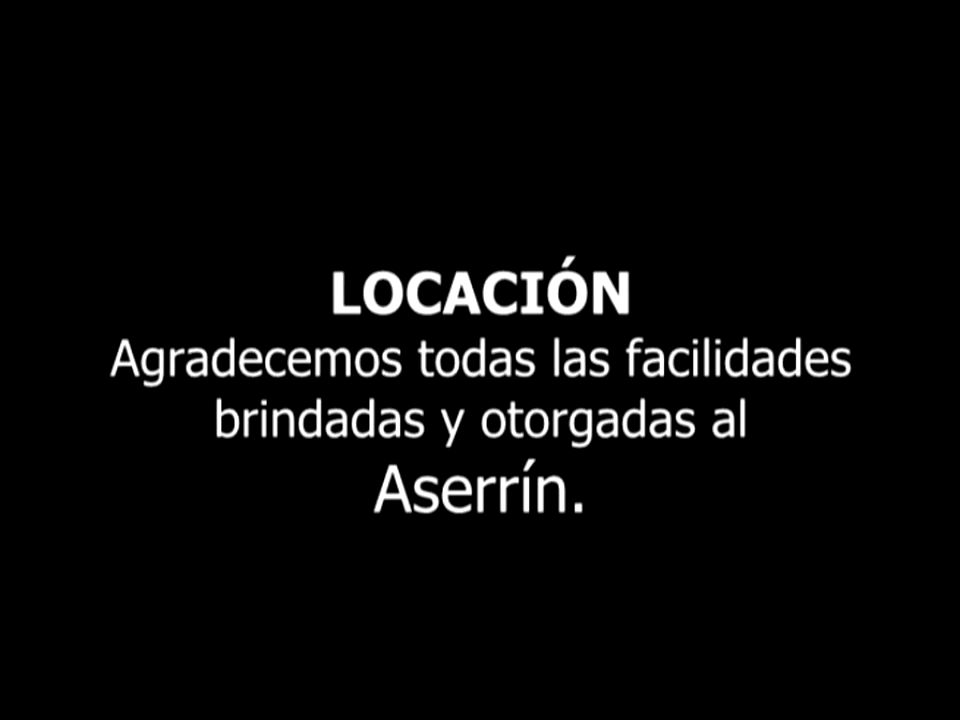 LOCACIÓN
Agradecemos todas las facilidades
brindadas y otorgadas al
Aserrín.